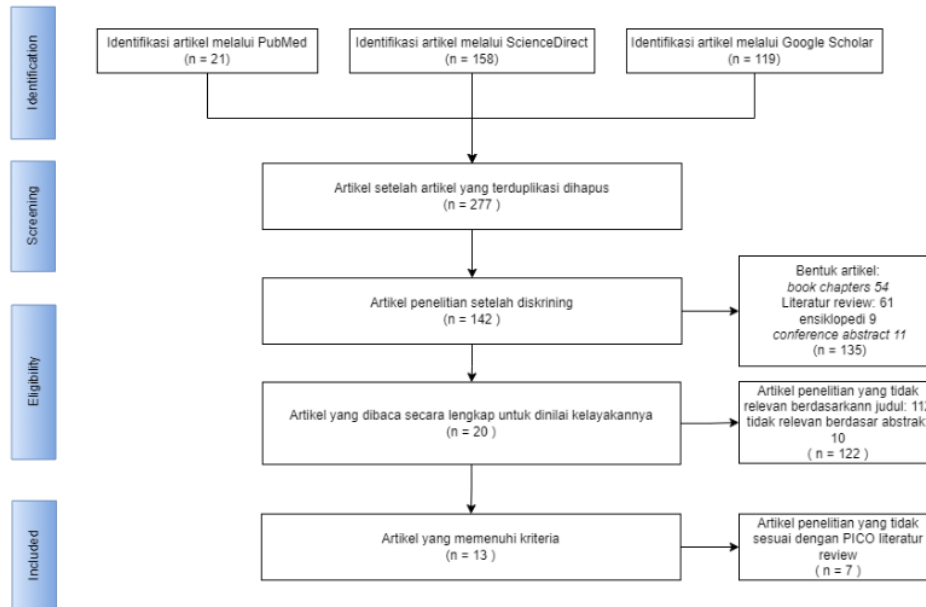 Identification
Identifikasi artikel melalui PubMed
(n = 21)
Identifikasi artikel melalui ScienceDirect
(n = 158)
Identifikasi artikel melalui Google Scholar
(n = 119)
Screening
Artikel setelah artikel yang terduplikasi dihapus
(n = 277 )
Artikel penelitian setelah diskrining
(n = 142 )
Bentuk artikel:
book chapters 54
Literatur review: 61
ensiklopedi 9
conference abstract 11
(n = 135)
Eligibility
Artikel yang dibaca secara lengkap untuk dinilai kelayakannya
(n = 20 )
Artikel penelitian yang tidak
relevan berdasarkann judul:
tidak relevan berdasar abstrak
10
( n = 122 )
Included
Artikel yang memenuhi kriteria
(n = 13 )
Artikel penelitian yang tidak
sesuai dengan PICO literatur
review
( n = 7 )